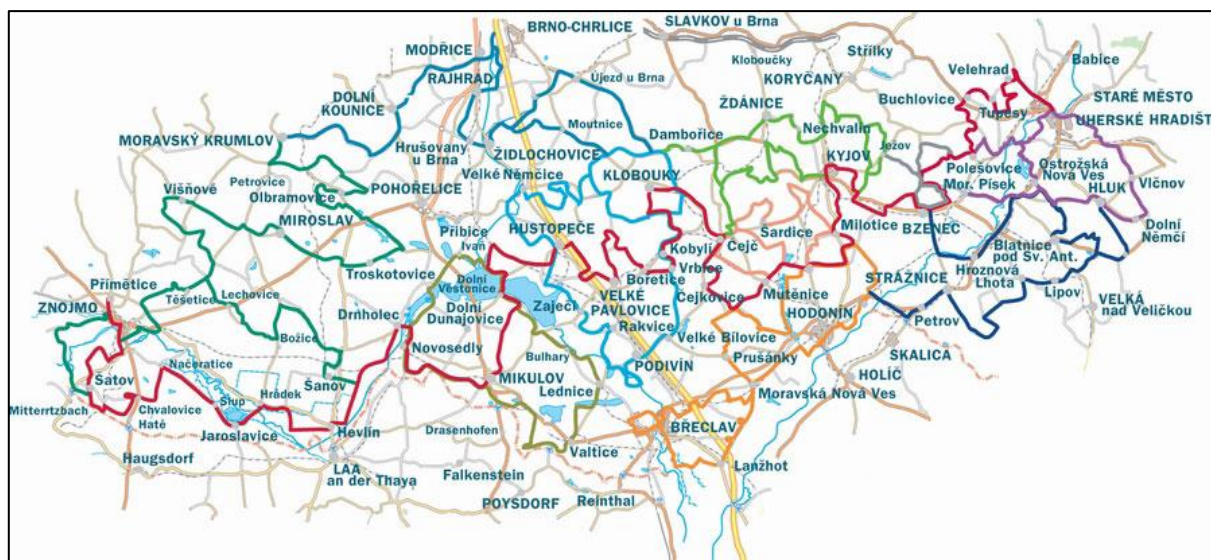 SLAVKOV u Brna
BRNO-CHRLICE
MODŘICE
Střílky
Babice
Kloboučky
Velehrad
RAJHRAD
Újezd u Brna
KORYČANY
Buchlovice
STARÉ MĚSTO
DOLNÍ
KOUNICE
ŽDÁNICE
Tupesy
UHERSKÉ HRADIŠT
Nechvalín
Moutnice
Dambořice
MORAVSKÝ KRUMLOV
Hrušovany
u Brna
ŽIDLOCHOVICE
Ježov
KYJOV
Polešovice
Ostrožská
Nová Ves
Velké Němčice
KLOBOUKY
Petrovice
Olbramovice
POHOŘELICE
Višňové
Mor. Písek
HLUK
Vlčnov
MIROSLAV
HUSTOPEČE
Přibice
Ivaň
Milotice
BZENEC
Šardice
Kobylí
Čejč
Dolní
Němčí
Blatnice
pod Sv. Ant.
Vrbice
Bořetice
Troskotovice
Dolní
Věstonice
STRÁŽNICE
Hroznová
Lhota
Přímětice
ZNOJMO
Těšetice
Lechovice
Zaječí
VELKÉ
PAVLOVICE
Čejkovice
Mutěnice
Lipov
VELKÁ
nad Veličkou
Drnholec
Dolní
Dunajovice
HODONÍN
Petrov
Rakvice
Velké Bílovice
Božice
Novosedly
Bulhary
Prušánky
SKALICA
Načeratice
PODIVÍN
Šatov
Šanov
MIKULOV
Lednice
HOLÍČ
Hrádek
Moravská Nová Ves
Mitterrtzbach
Chvalovice
Hatě
Slup
Jaroslavice
Hevlín
Drasenhofen
BŘECLAV
Valtice
Haugsdorf
LAA
an der Thaya
Falkenstein
Lanžhot
POYSDORF
Reinthal